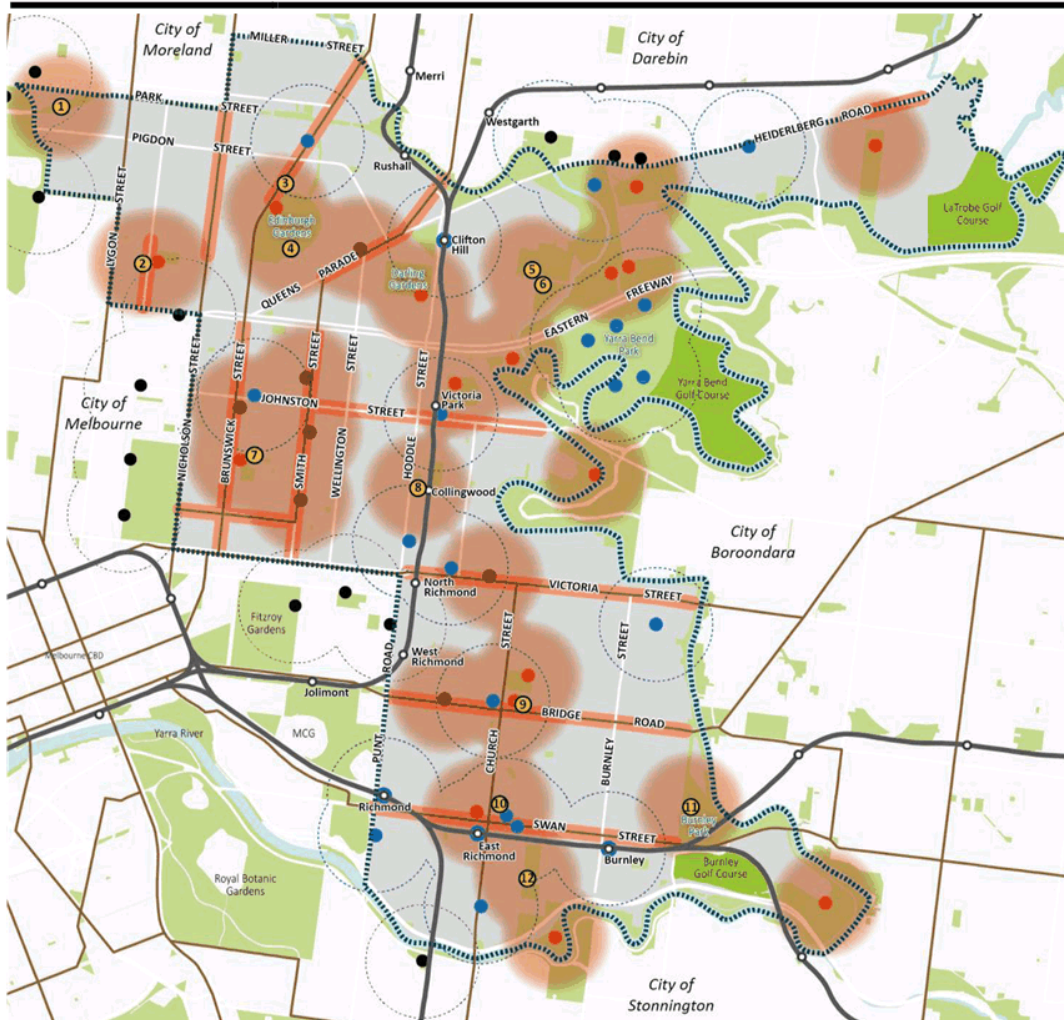 City of
Moreland
MILLER
STREET
City of
Darebin
Merri
1
PARK
STREET
Westgarth
HEIDERLBERG
ROAD
PIGDON
STREET
Rushall
3
LYGON
STREET
Edinburgh
Gardens
4
LaTrobe Golf
Course
Clifton
Hill
2
PARADE
QUEENS
Darling
Gardens
5
6
FREEWAY
EASTERN
Yarra Bend
Park
NICHOLSON
STREET
STREET
STREET
STREET
STREET
Yarra Bend
Golf Course
City of
Melbourne
JOHNSTON
STREET
Victoria
Park
BRUNSWICK
SMITH
WELLINGTON
HODDLE
7
8
Collingwood
City of
Boroondara
North
Richmond
VICTORIA
STREET
Fitzroy
Gardens
STREET
STREET
ROAD
Melbourne CBD
West
Richmond
Jolimont
9
BRIDGE
ROAD
Yarra River
MCG
PUNT
CHURCH
BURNLEY
Richmond
10
11
Burnley
Park
SWAN
STREET
East
Richmond
Burnley
Burnley
Golf Course
Royal Botanic
Gardens
12
City of
Stonnington